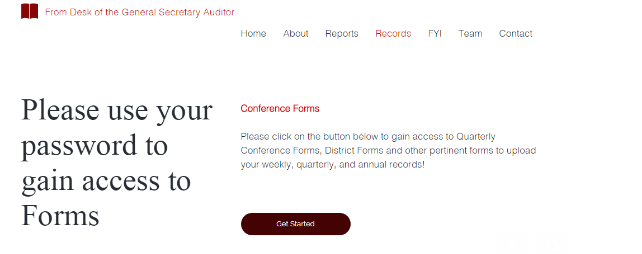 From Desk of the General Secretary Auditor
Home About Reports Records FYI Team Contact
Please use your
password to
gain access to
Forms
Conference Forms
Please click on the button below to gain access to Quarterly
Conference Forms, District Forms and other pertinent forms to upload
your weekly, quarterly, and annual records!
Get Started